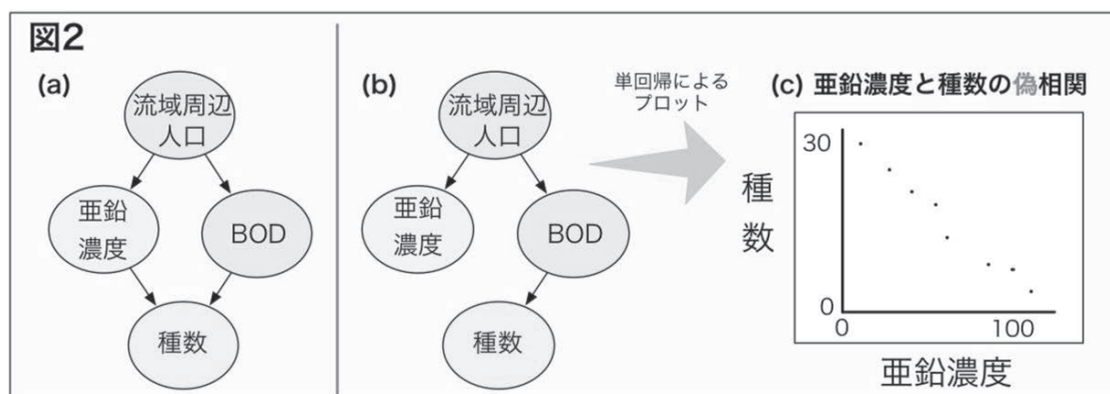 図2
(a)
流域周辺
人口
亜鉛
濃度
BOD
種数
(b)
流域周辺
人口
亜鉛
濃度
BOD
種数
単回帰による
プロット
(c) 亜鉛濃度と種数の偽相関
種
数
30
0
0
100
亜鉛濃度